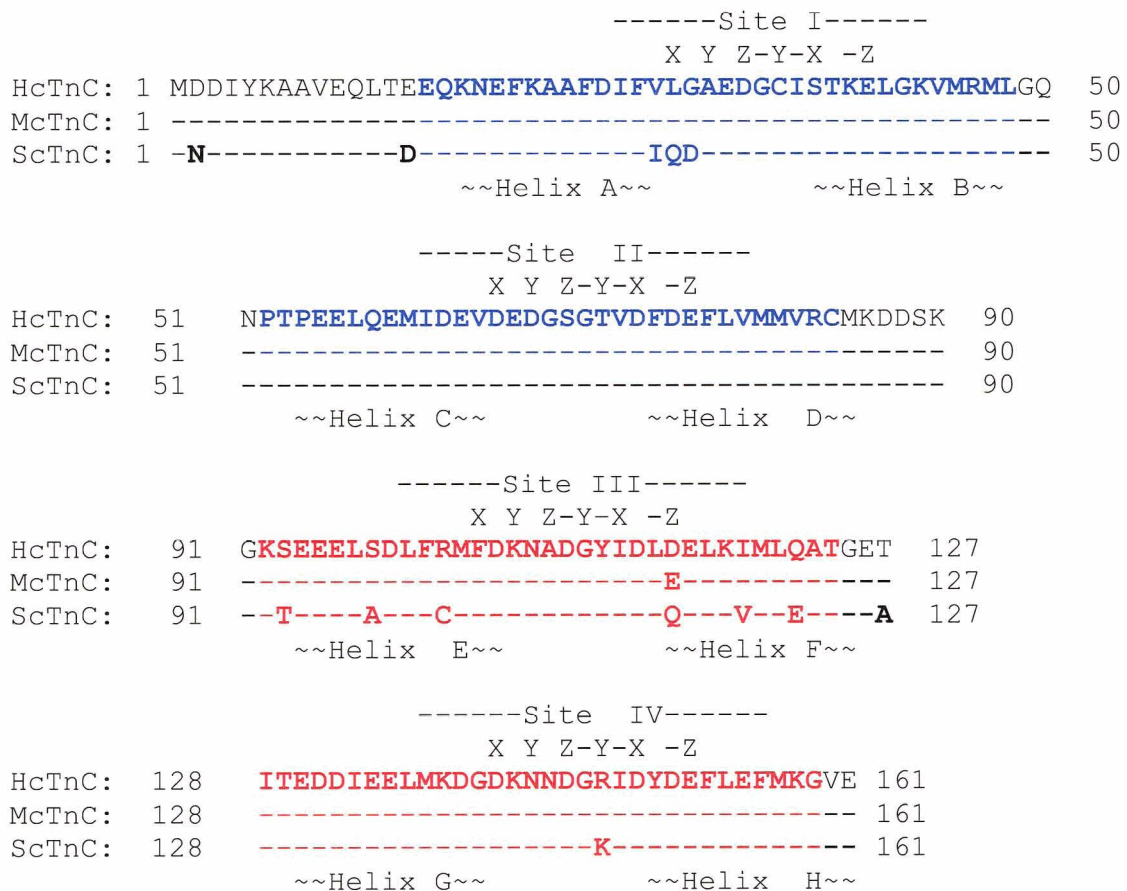 ------Site I------
X Y Z-Y-X -Z
HcTnC: 1 MDDIYKAAVEQLTEEQKNEFKAAFDIFVLGAEDGCISTKELGKVMRMLGQ 50
McTnC: 1 -------------------------------------------------- 50
ScTnC: 1 -N-----------D-------------IQD-------------------- 50
~~Helix A~~ ~~Helix B~~
-----Site II------
X Y Z-Y-X -Z
HcTnC: 51 NPTPEELQEMIDEVDEDGSGTVDFDEFLVMMVRCMKDDSK 90
McTnC: 51 ---------------------------------------- 90
ScTnC: 51 ---------------------------------------- 90
~~Helix C~~ ~~Helix D~~
------Site III------
X Y Z-Y-X -Z
HcTnC: 91 GKSEEELSDLFRMFDKNADGYIDLDELKIMLQATGET 127
McTnC: 91 ------------------------E------------ 127
ScTnC: 91 --T----A---C------------Q---V--E----A 127
~~Helix E~~ ~~Helix F~~
------Site IV------
X Y Z-Y-X -Z
HcTnC: 128 ITEDDIEELMKDGDKNNDGRIDYDEFLEFMKGVE 161
McTnC: 128 ---------------------------------- 161
ScTnC: 128 -------------------K-------------- 161
~~Helix G~~ ~~Helix H~~